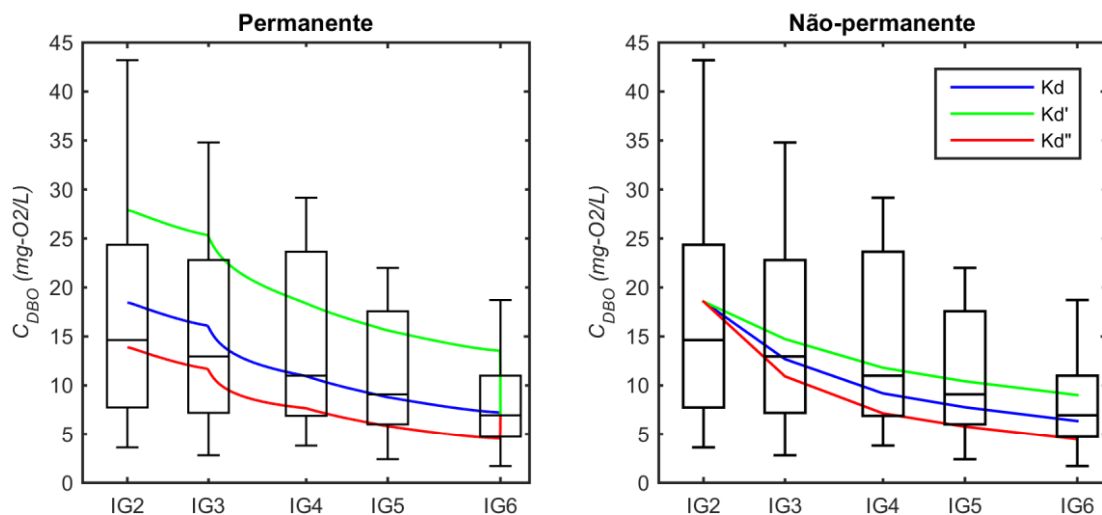 Permanente
45
40
35
30
25
20
15
10
5
0
C_DBO (mg-O2/L)
IG2 IG3 IG4 IG5 IG6
Não-permanente
45
40
35
30
25
20
15
10
5
0
C_DBO (mg-O2/L)
IG2 IG3 IG4 IG5 IG6
Kd
Kd'
Kd"